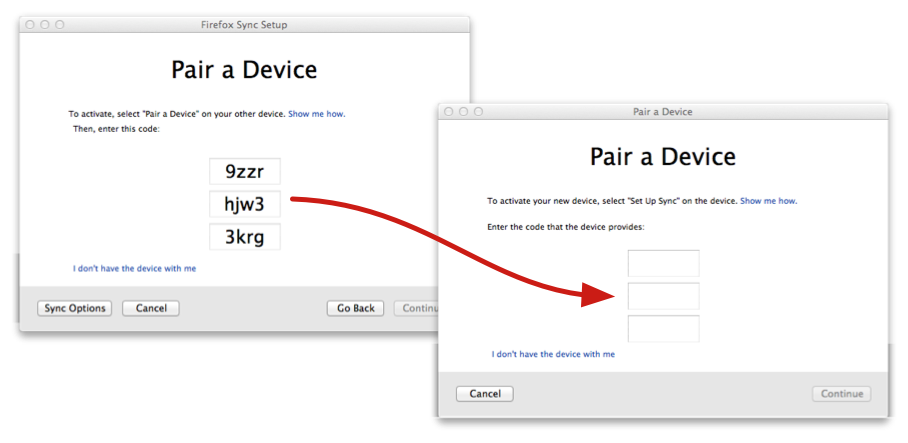 Firefox Sync Setup
Pair a Device
To activate, select "Pair a Device" on your other device. Show me how.
Then, enter this code:
9zzr
hjw3
3krg
I don't have the device with me
Sync Options
Cancel
Go Back
Continu
Pair a Device
Pair a Device
To activate your new device, select "Set Up Sync" on the device. Show me how.
Enter the code that the device provides:
I don't have the device with me
Cancel
Continue